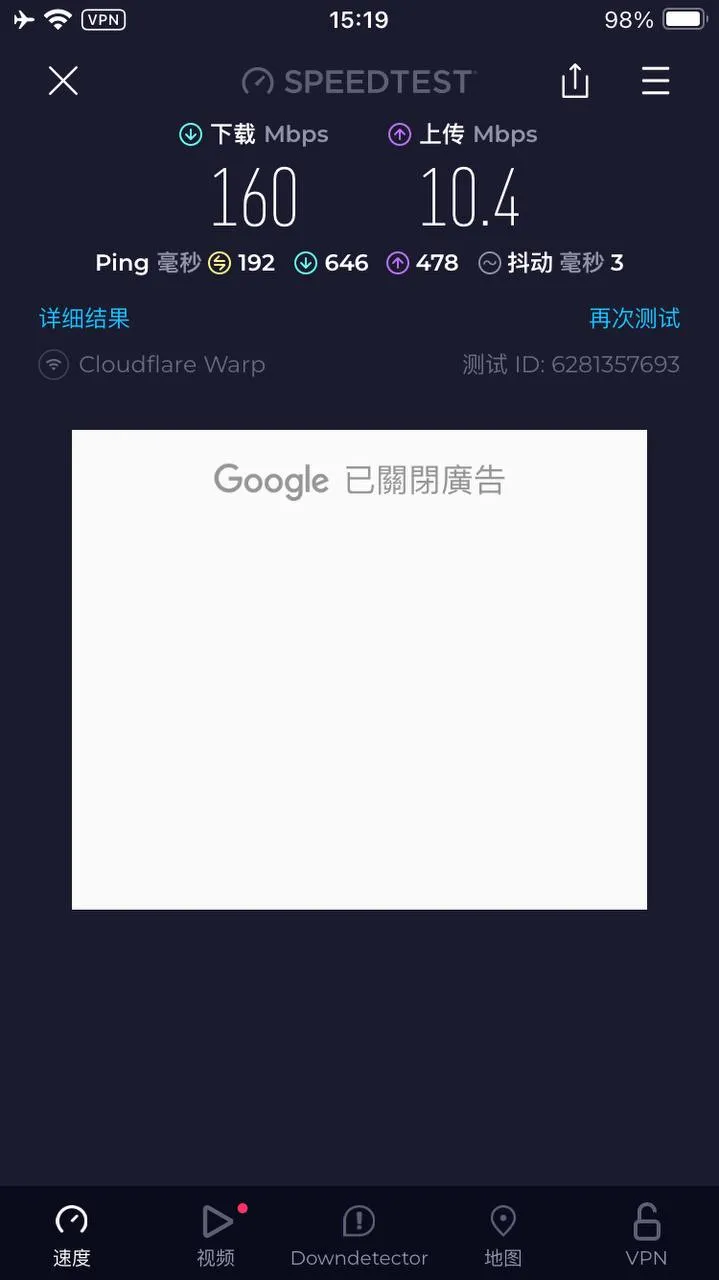 VPN 15:19 98%
SPEEDTEST
下载 Mbps 上传 Mbps
160 10.4
Ping 毫秒 192 646 478 抖动 毫秒 3
详细结果 再次测试
Cloudflare Warp 测试 ID: 6281357693
Google 已關閉廣告
速度 视频 Downdetector 地图 VPN